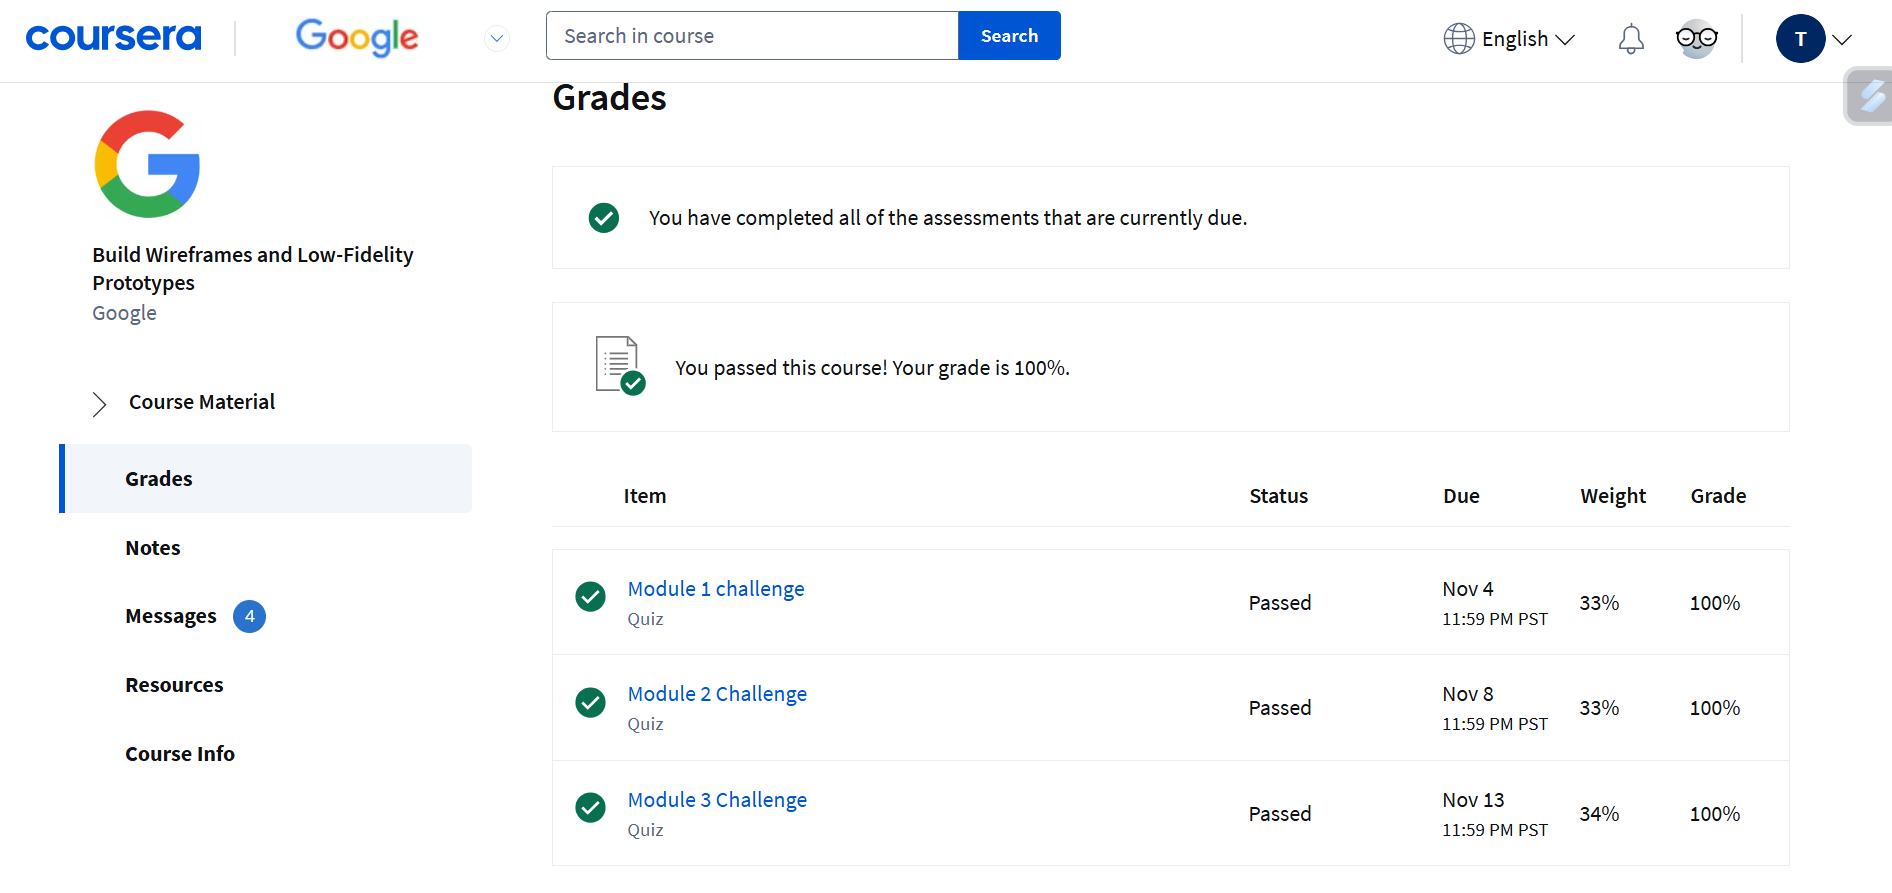 coursera
Google
Search in course
Search
English
T
Grades
Build Wireframes and Low-Fidelity
Prototypes
Google
Course Material
Grades
Notes
Messages 4
Resources
Course Info
You have completed all of the assessments that are currently due.
You passed this course! Your grade is 100%.
Item Status Due Weight Grade
Module 1 challenge
Quiz
Passed
Nov 4
11:59 PM PST
33%
100%
Module 2 Challenge
Quiz
Passed
Nov 8
11:59 PM PST
33%
100%
Module 3 Challenge
Quiz
Passed
Nov 13
11:59 PM PST
34%
100%